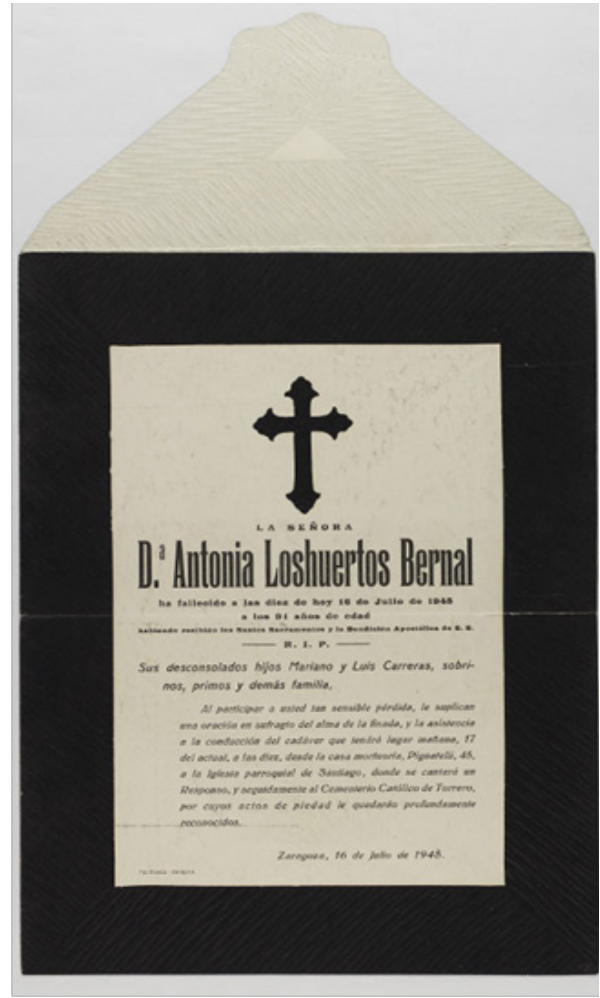 LA SEÑORA
D.ª Antonia Loshuertos Bernal
ha fallecido a las diez de hoy 16 de Julio de 1945
a los 91 años de edad
habiendo recibido los Santos Sacramentos y la Bendición Apostólica de S. S.
R. I. P.
Sus desconsolados hijos Mariano y Luis Carreras, sobri-
nos, primos y demás familia,
Al participar a usted tan sensible pérdida, le suplican
una oración en sufragio del alma de la finada, y la asistencia
a la conducción del cadáver que tendrá lugar mañana, 17
del actual, a las diez, desde la casa mortuoria, Pignatelli, 45,
a la Iglesia parroquial de Santiago, donde se cantará un
Responso, y seguidamente al Cementerio Católico de Torrero,
por cuyos actos de piedad le quedarán profundamente
reconocidos.
Zaragoza, 16 de Julio de 1945.